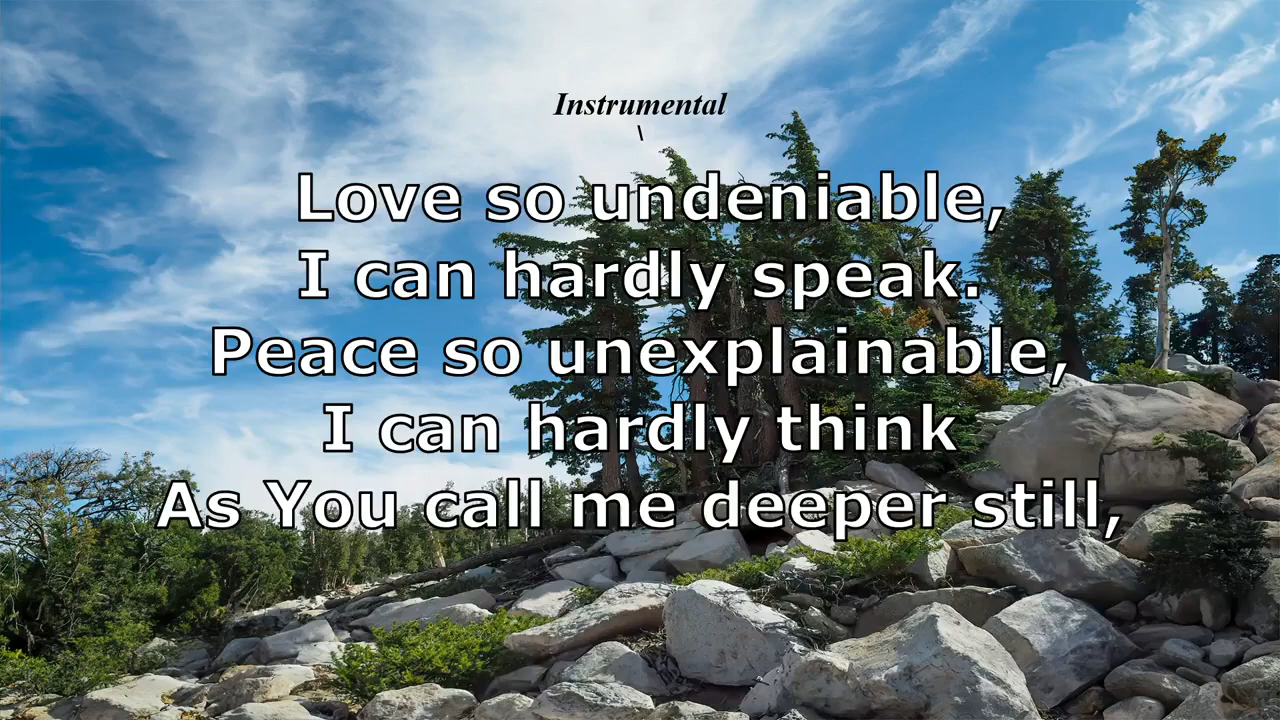 Instrumental
\
Love so undeniable,
I can hardly speak.
Peace so unexplainable,
I can hardly think
As You call me deeper still,